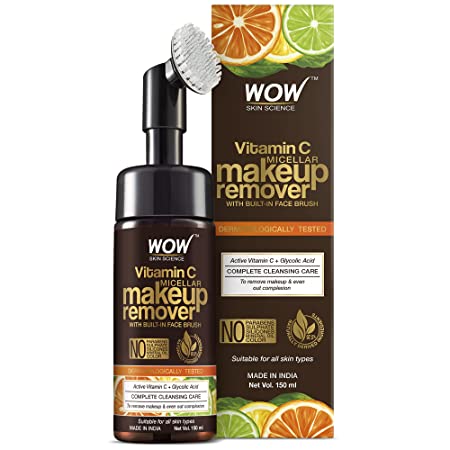 WOW
™
SKIN SCIENCE
Vitamin C
MICELLAR
makeup
remover
WITH BUILT-IN FACE BRUSH
DERMATOLOGICALLY TESTED
Active Vitamin C + Glycolic Acid
COMPLETE CLEANSING CARE
To remove makeup & even
out complexion
Suitable for all skin types
MADE IN INDIA
Net Vol. 150 ml
WOW
™
SKIN SCIENCE
Vitamin C
MICELLAR
makeup
remover
WITH BUILT-IN FACE BRUSH
NO
PARABENS
SULPHATE
SILICONES
MINERAL OIL
COLOR
DERMATOLOGICALLY TESTED
Active Vitamin C + Glycolic Acid
COMPLETE CLEANSING CARE
To remove makeup & even out complexion
Suitable for all skin types
MADE IN INDIA
Net Vol. 150 ml